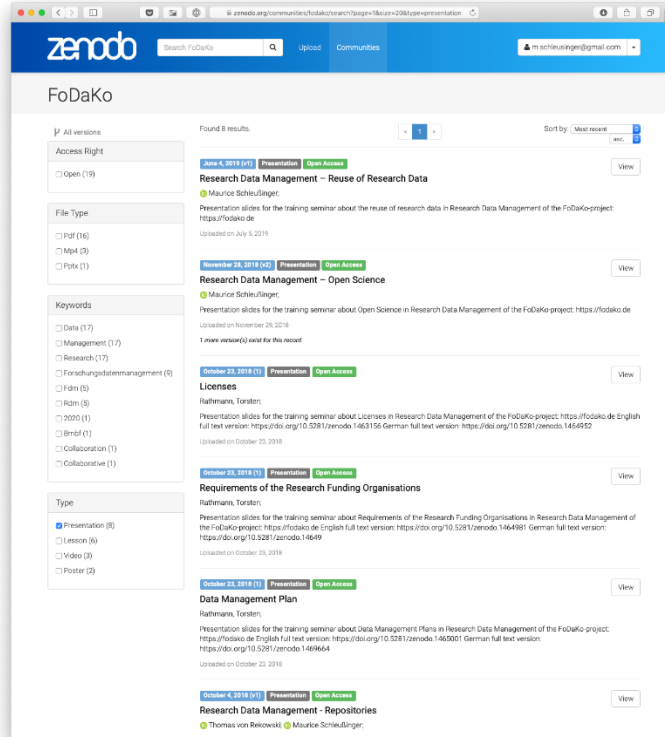 zenodo.org/communities/fodako/search?page=1&size=20&type=presentation
zenodo
Search FoDaKo
Upload
Communities
m.schleusinger@gmail.com
FoDaKo
All versions
Access Right
Open (19)
File Type
Pdf (16)
Mp4 (3)
Pptx (1)
Keywords
Data (17)
Management (17)
Research (17)
Forschungsdatenmanagement (9)
Fdm (5)
Rdm (5)
2020 (1)
Bmbf (1)
Collaboration (1)
Collaborative (1)
Type
Presentation (8)
Lesson (6)
Video (3)
Poster (2)
Found 8 results.
< 1 >
Sort by: Most recent
asc.
June 4, 2019 (v1) Presentation Open Access
View
Research Data Management – Reuse of Research Data
Maurice Schleußinger;
Presentation slides for the training seminar about the reuse of research data in Research Data Management of the FoDaKo-project:
https://fodako.de
Uploaded on July 5, 2019
November 28, 2018 (v2) Presentation Open Access
View
Research Data Management – Open Science
Maurice Schleußinger;
Presentation slides for the training seminar about Open Science in Research Data Management of the FoDaKo-project: https://fodako.de
Uploaded on November 29, 2018
1 more version(s) exist for this record
October 23, 2018 (1) Presentation Open Access
View
Licenses
Rathmann, Torsten;
Presentation slides for the training seminar about Licenses in Research Data Management of the FoDaKo-project: https://fodako.de English
full text version: https://doi.org/10.5281/zenodo.1463156 German full text version: https://doi.org/10.5281/zenodo.1464952
Uploaded on October 23, 2018
October 23, 2018 (1) Presentation Open Access
View
Requirements of the Research Funding Organisations
Rathmann, Torsten;
Presentation slides for the training seminar about Requirements of the Research Funding Organisations in Research Data Management of
the FoDaKo-project: https://fodako.de English full text version: https://doi.org/10.5281/zenodo.1464981 German full text version:
https://doi.org/10.5281/zenodo.14649
Uploaded on October 23, 2018
October 23, 2018 (1) Presentation Open Access
View
Data Management Plan
Rathmann, Torsten;
Presentation slides for the training seminar about Data Management Plans in Research Data Management of the FoDaKo-project:
https://fodako.de English full text version: https://doi.org/10.5281/zenodo.1465001 German full text version:
https://doi.org/10.5281/zenodo.1469664
Uploaded on October 23, 2018
October 4, 2018 (v1) Presentation Open Access
View
Research Data Management - Repositories
Thomas von Rekowski; Maurice Schleußinger;